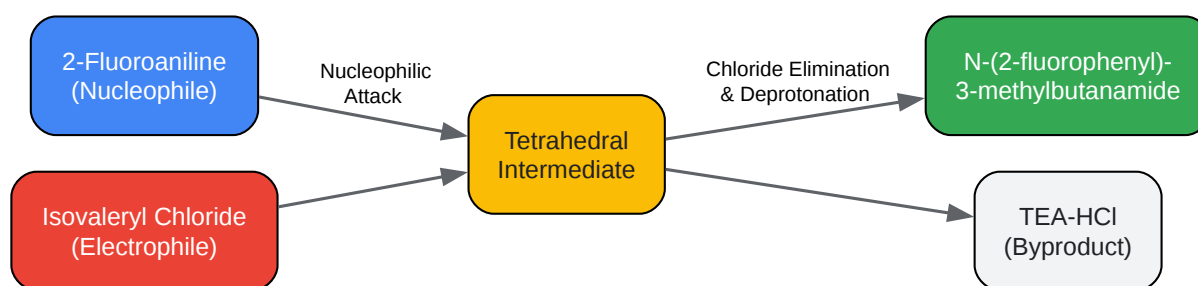 2-Fluoroaniline
(Nucleophile)
Nucleophilic
Attack
Isovaleryl Chloride
(Electrophile)
Tetrahedral
Intermediate
Chloride Elimination
& Deprotonation
N-(2-fluorophenyl)-
3-methylbutanamide
TEA-HCl
(Byproduct)